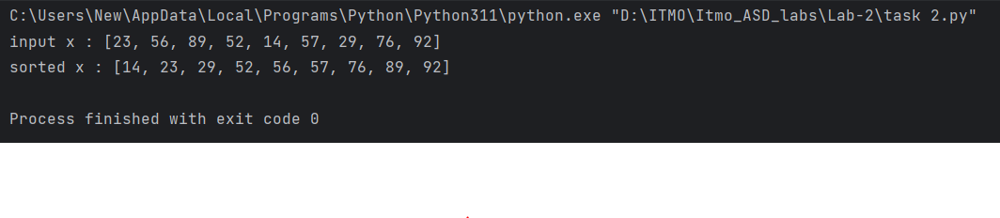 C:\Users\New\AppData\Local\Programs\Python\Python311\python.exe "D:\ITMO\Itmo_ASD_labs\Lab-2\task 2.py"
input x : [23, 56, 89, 52, 14, 57, 29, 76, 92]
sorted x : [14, 23, 29, 52, 56, 57, 76, 89, 92]
Process finished with exit code 0